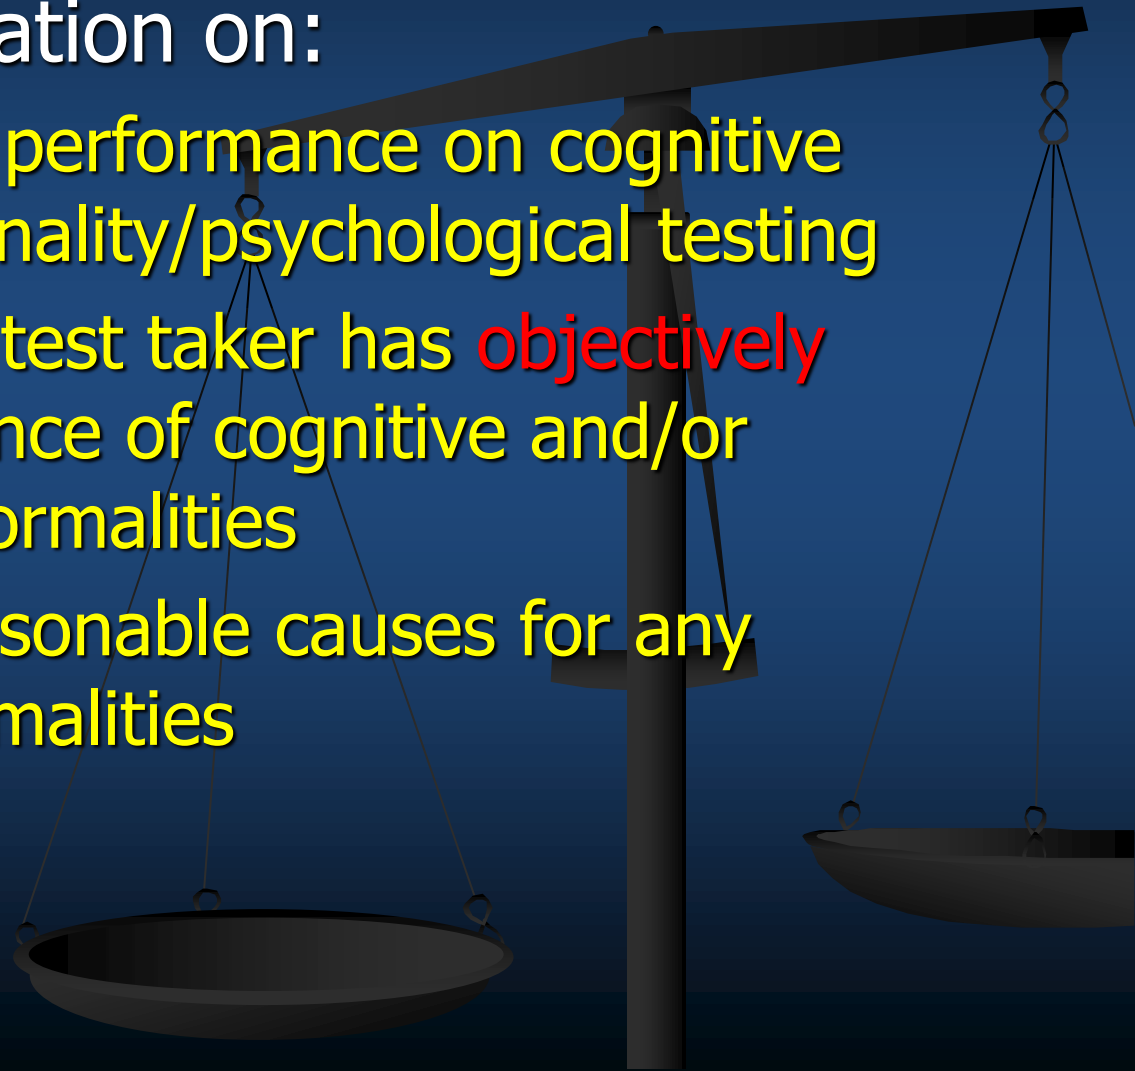 ation on:
performance on cognitive
nality/psychological testing
test taker has objectively
nce of cognitive and/or
ormalities
sonable causes for any
malities